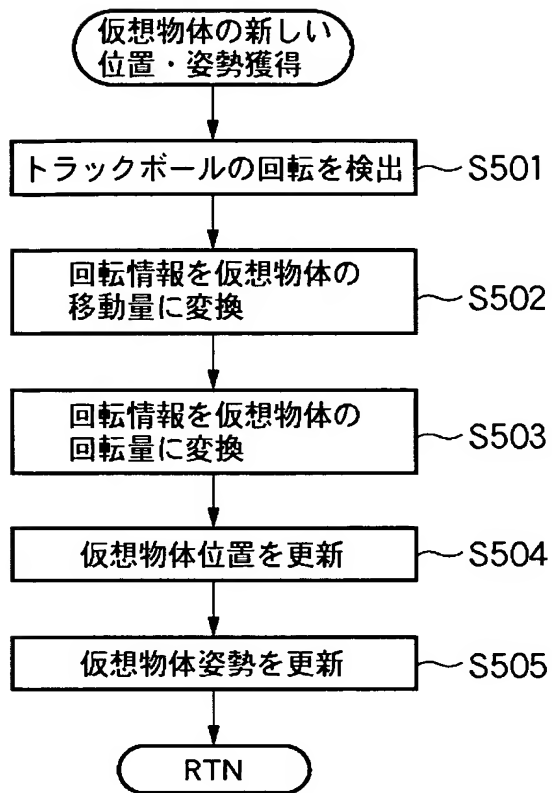 仮想物体の新しい
位置・姿勢獲得
トラックボールの回転を検出 S501
回転情報を仮想物体の
移動量に変換 S502
回転情報を仮想物体の
回転量に変換 S503
仮想物体位置を更新 S504
仮想物体姿勢を更新 S505
RTN